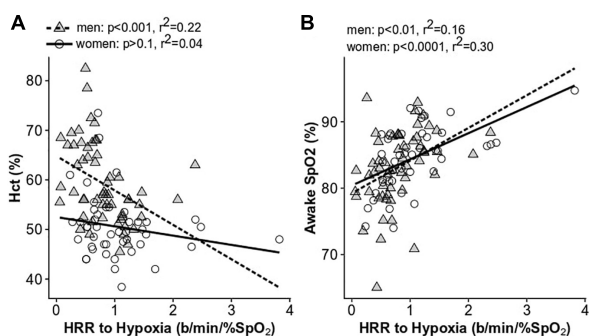 A
men: p<0.001, r²=0.22
women: p>0.1, r²=0.04
80
70
60
50
40
Hct (%)
0 1 2 3 4
HRR to Hypoxia (b/min/%SpO₂)
B
men: p<0.01, r²=0.16
women: p<0.0001, r²=0.30
90
80
70
Awake SpO2 (%)
0 1 2 3 4
HRR to Hypoxia (b/min/%SpO₂)